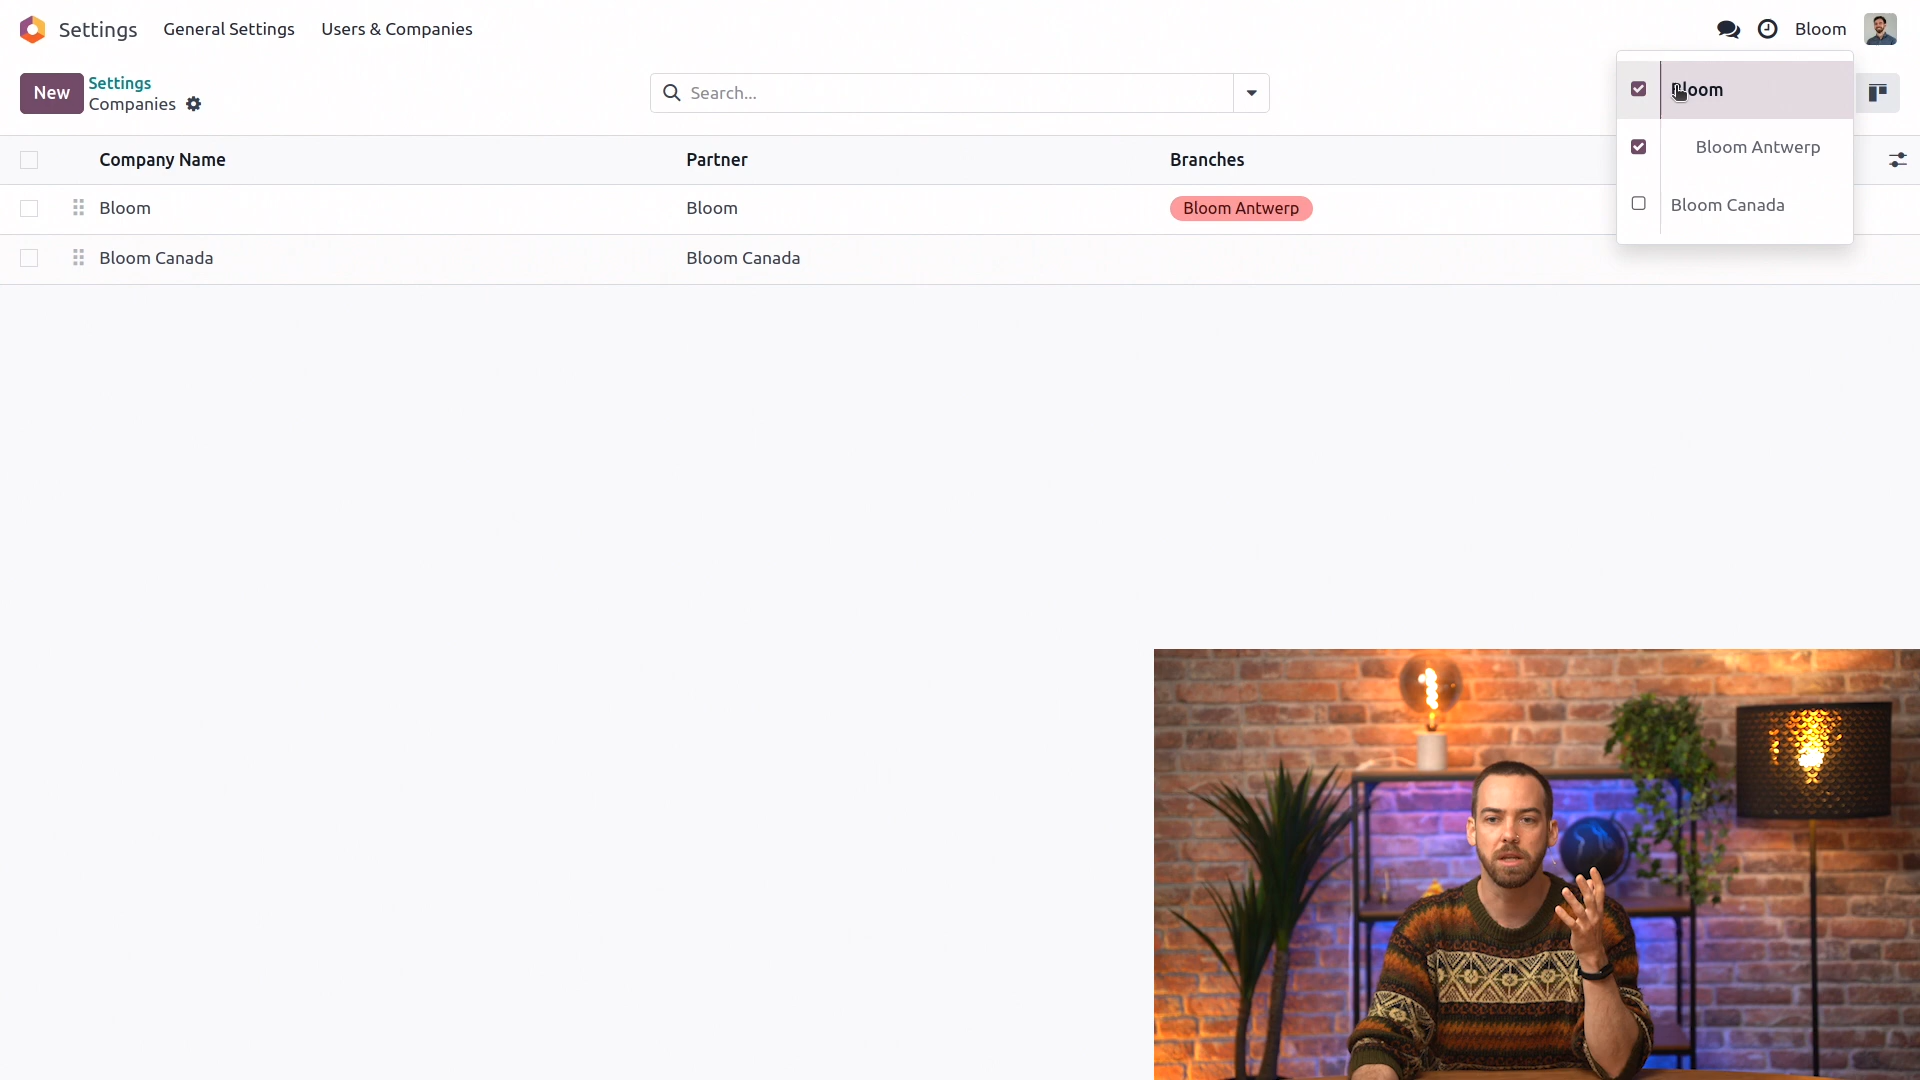 Settings General Settings Users & Companies Bloom
New Settings
Companies
Search...
Bloom
Bloom Antwerp
Bloom Canada
Company Name Partner Branches
Bloom Bloom Bloom Antwerp
Bloom Canada Bloom Canada